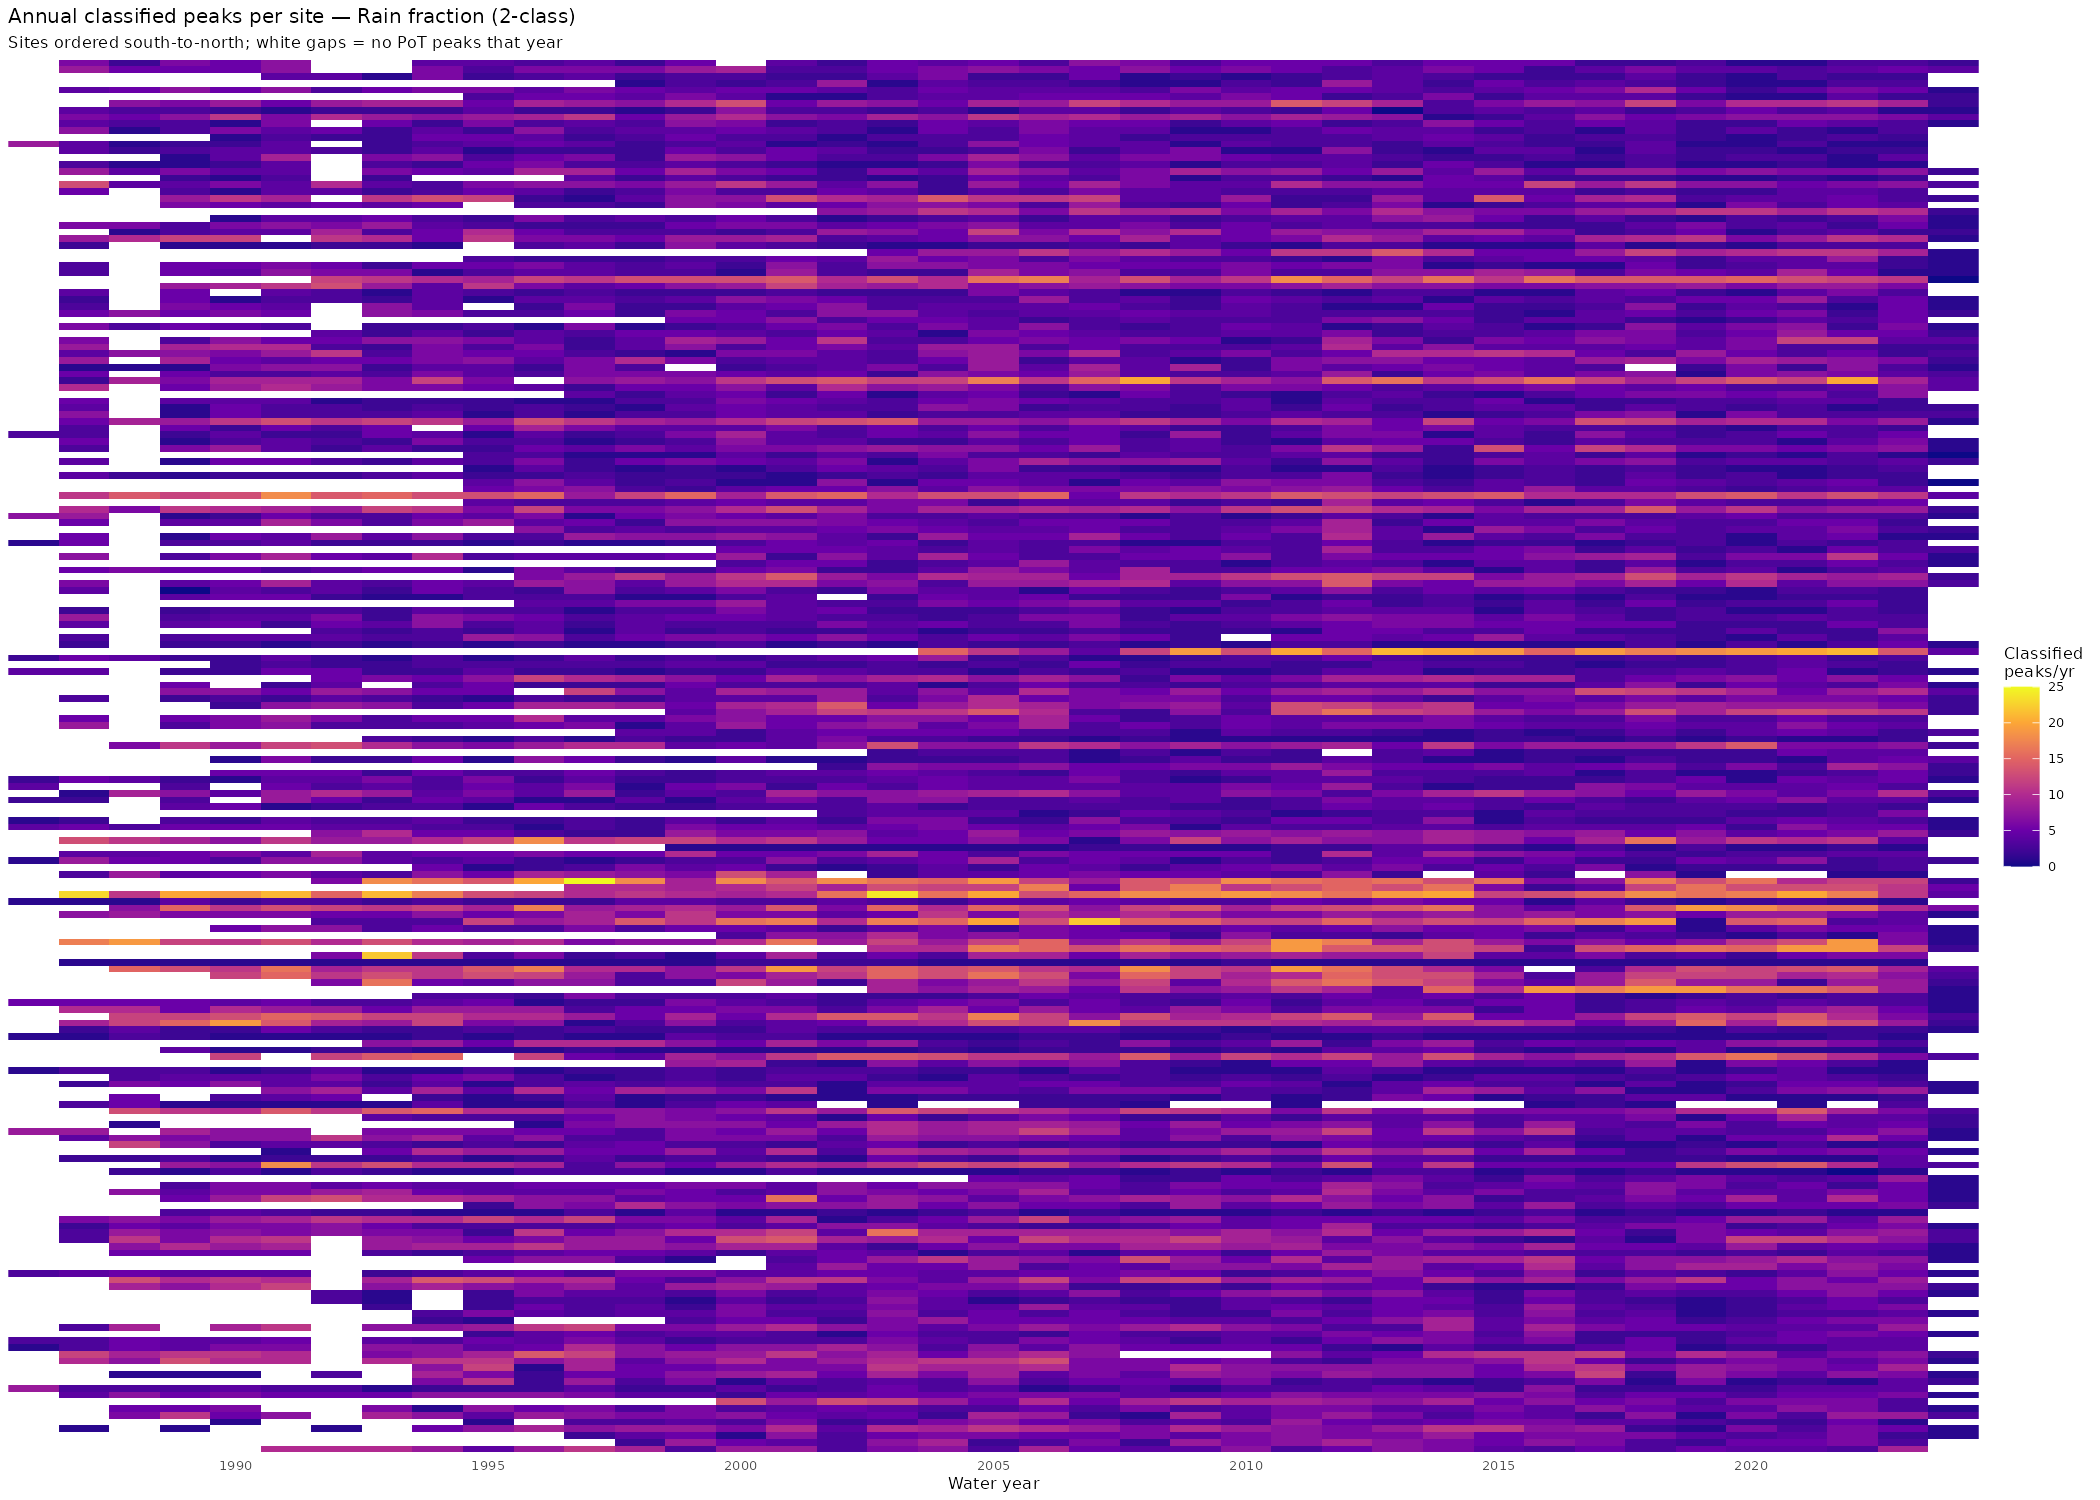 Annual classified peaks per site — Rain fraction (2-class)
Sites ordered south-to-north; white gaps = no PoT peaks that year
Classified
peaks/yr
25
20
15
10
5
0
1990
1995
2000
2005
2010
2015
2020
Water year